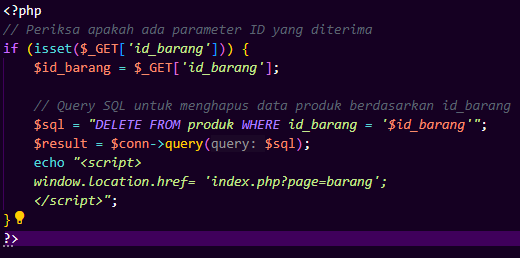 <?php
// Periksa apakah ada parameter ID yang diterima
if (isset($_GET['id_barang'])) {
    $id_barang = $_GET['id_barang'];

    // Query SQL untuk menghapus data produk berdasarkan id_barang
    $sql = "DELETE FROM produk WHERE id_barang = '$id_barang'";
    $result = $conn->query(query: $sql);
    echo "<script>
    window.location.href= 'index.php?page=barang';
    </script>";
}
?>